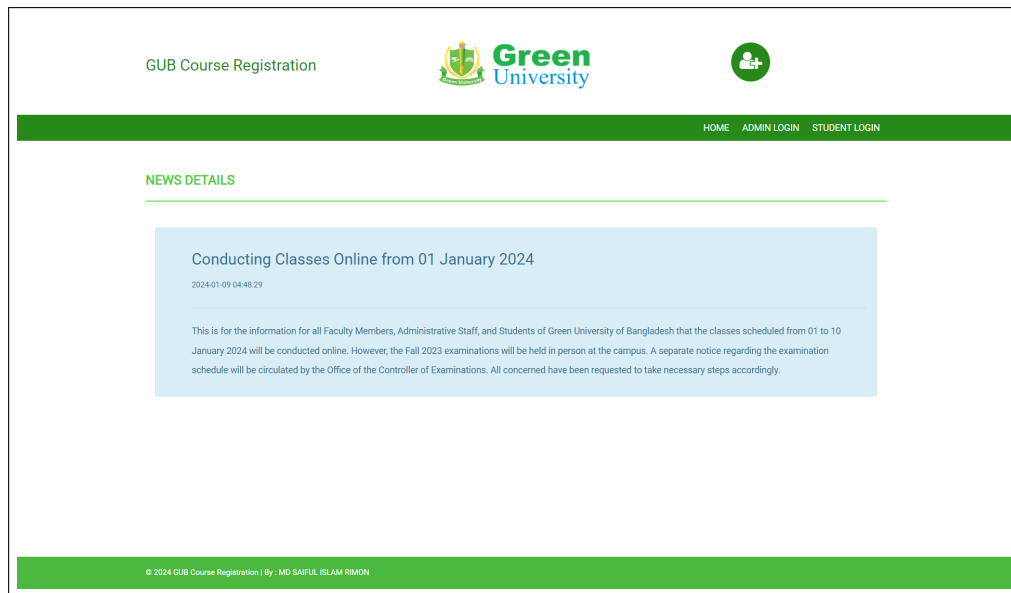 GUB Course Registration
Green
University
Green University
HOME ADMIN LOGIN STUDENT LOGIN
NEWS DETAILS
Conducting Classes Online from 01 January 2024
2024-01-09 04:48:29
This is for the information for all Faculty Members, Administrative Staff, and Students of Green University of Bangladesh that the classes scheduled from 01 to 10
January 2024 will be conducted online. However, the Fall 2023 examinations will be held in person at the campus. A separate notice regarding the examination
schedule will be circulated by the Office of the Controller of Examinations. All concerned have been requested to take necessary steps accordingly.
© 2024 GUB Course Registration | By : MD SAIFUL ISLAM RIMON